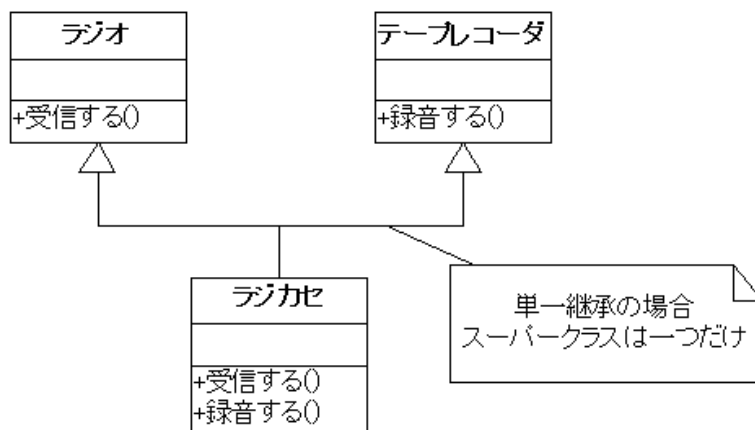 ラジオ
テープレコーダ
+受信する()
+録音する()
ラジカセ
+受信する()
+録音する()
単一継承の場合
スーパークラスは一つだけ